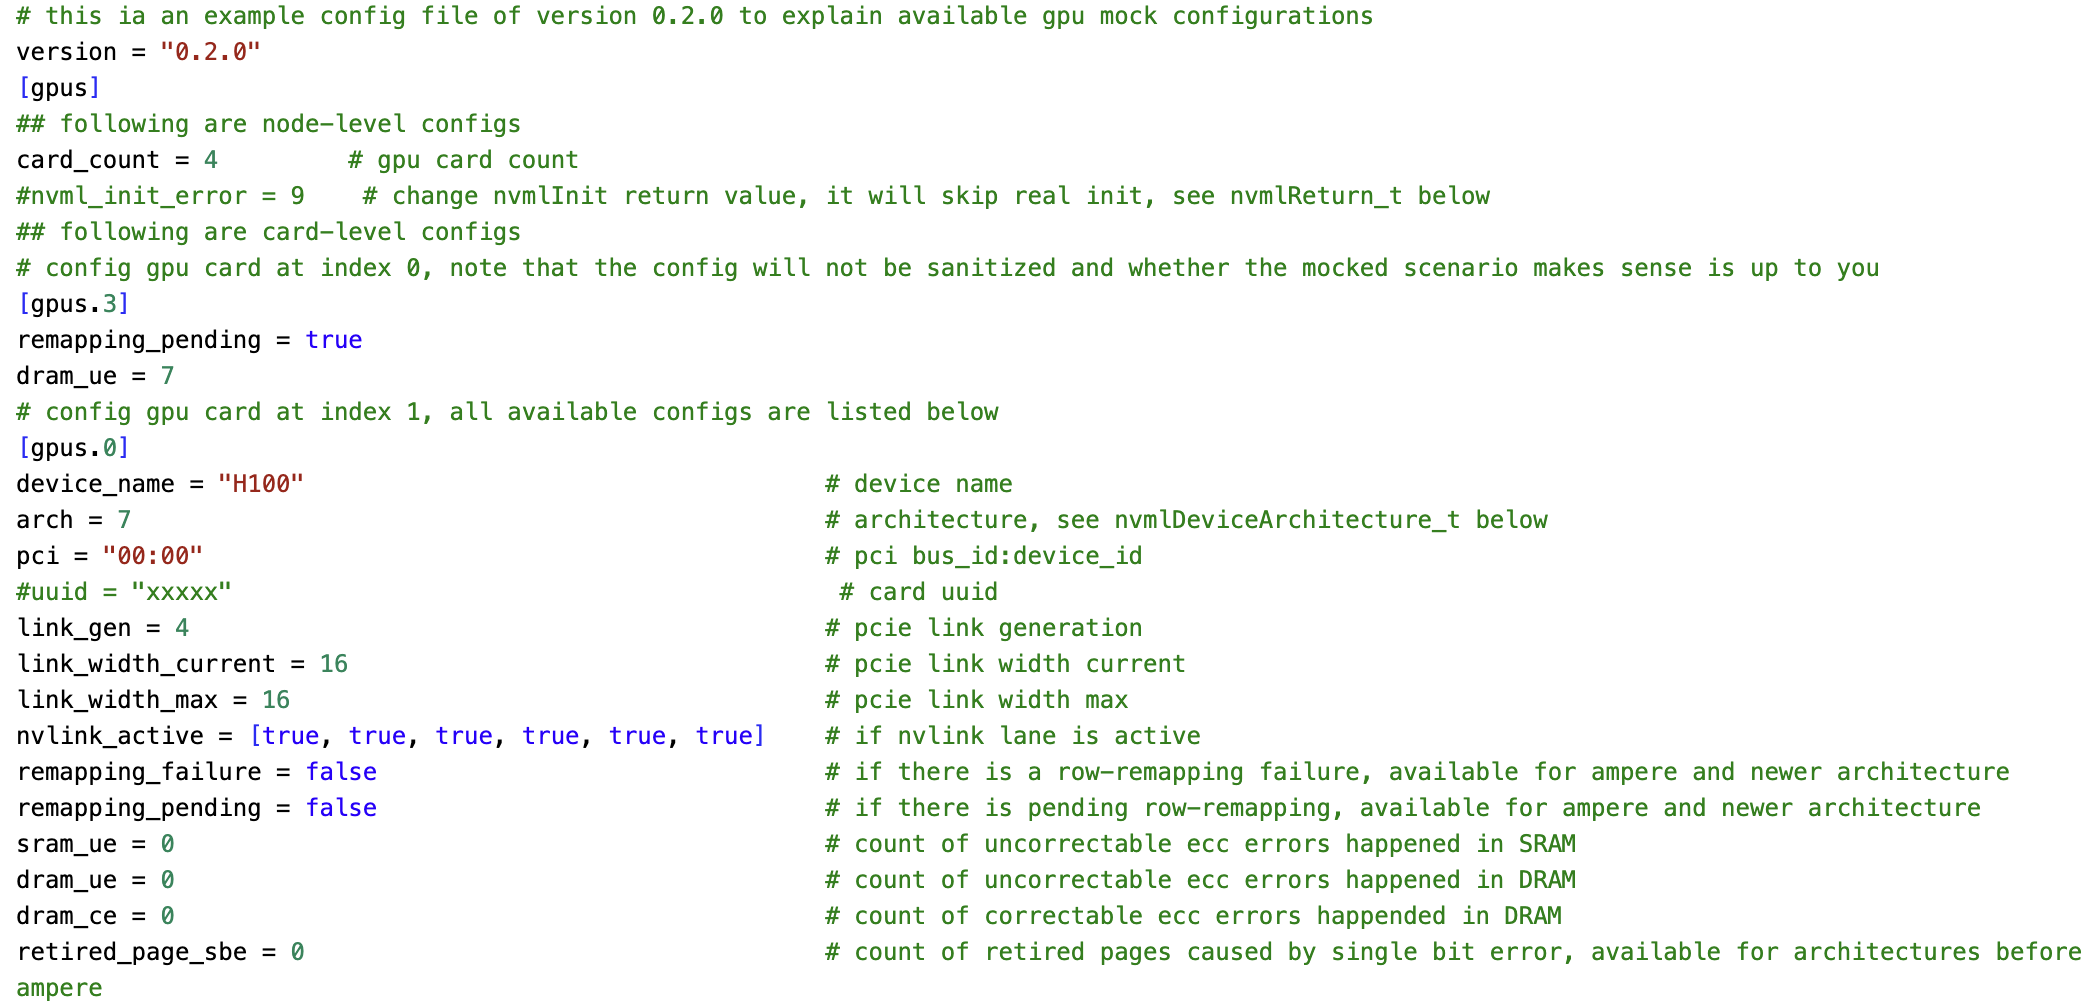 # this ia an example config file of version 0.2.0 to explain available gpu mock configurations
version = "0.2.0"
[gpus]
## following are node-level configs
card_count = 4         # gpu card count
#nvml_init_error = 9    # change nvmlInit return value, it will skip real init, see nvmlReturn_t below
## following are card-level configs
# config gpu card at index 0, note that the config will not be sanitized and whether the mocked scenario makes sense is up to you
[gpus.3]
remapping_pending = true
dram_ue = 7
# config gpu card at index 1, all available configs are listed below
[gpus.0]
device_name = "H100"                                    # device name
arch = 7                                                # architecture, see nvmlDeviceArchitecture_t below
pci = "00:00"                                           # pci bus_id:device_id
#uuid = "xxxxx"                                          # card uuid
link_gen = 4                                            # pcie link generation
link_width_current = 16                                 # pcie link width current
link_width_max = 16                                     # pcie link width max
nvlink_active = [true, true, true, true, true, true]    # if nvlink lane is active
remapping_failure = false                               # if there is a row-remapping failure, available for ampere and newer architecture
remapping_pending = false                               # if there is pending row-remapping, available for ampere and newer architecture
sram_ue = 0                                             # count of uncorrectable ecc errors happened in SRAM
dram_ue = 0                                             # count of uncorrectable ecc errors happened in DRAM
dram_ce = 0                                             # count of correctable ecc errors happended in DRAM
retired_page_sbe = 0                                    # count of retired pages caused by single bit error, available for architectures before
ampere